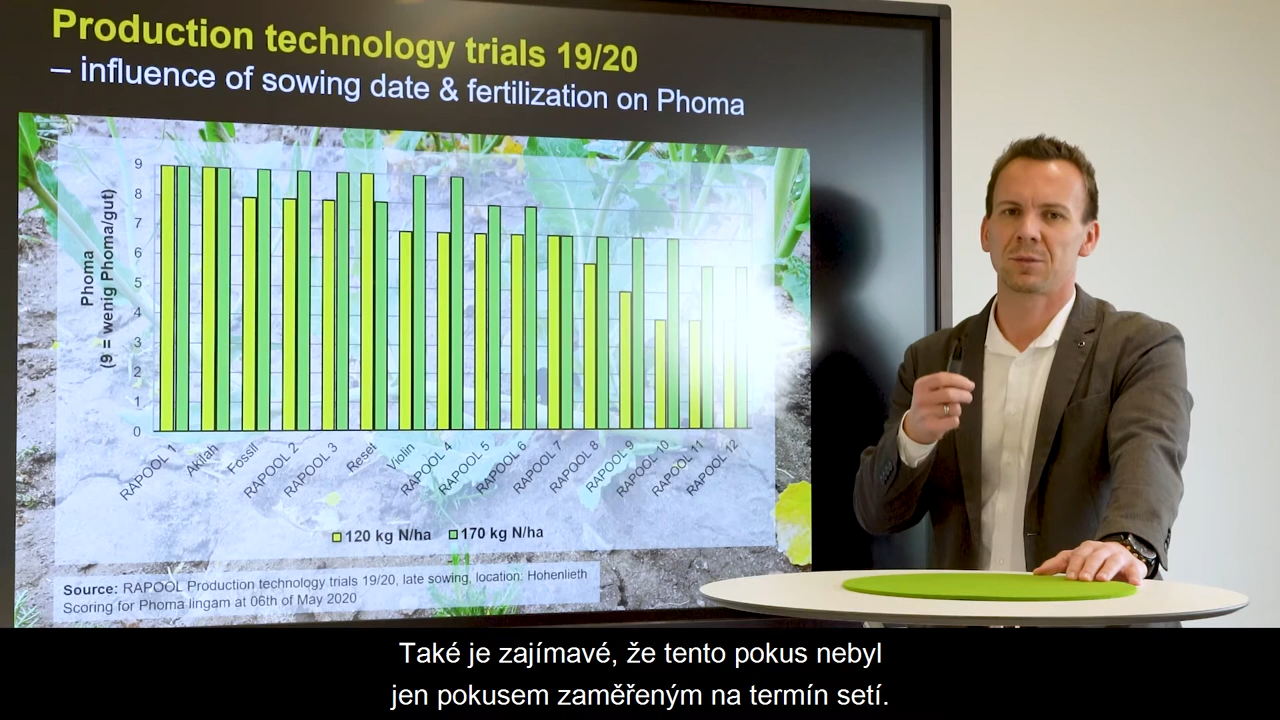 Production technology trials 19/20
– influence of sowing date & fertilization on Phoma
Phoma
(9 = wenig Phoma/gut)
9
8
7
6
5
4
3
2
1
0
RAPOOL 1
Akilah
Fossil
RAPOOL 2
RAPOOL 3
Reset
Violin
RAPOOL 4
RAPOOL 5
RAPOOL 6
RAPOOL 7
RAPOOL 8
RAPOOL 9
RAPOOL 10
RAPOOL 11
RAPOOL 12
120 kg N/ha 170 kg N/ha
Source: RAPOOL Production technology trials 19/20, late sowing, location: Hohenlieth
Scoring for Phoma lingam at 06th of May 2020
Také je zajímavé, že tento pokus nebyl
jen pokusem zaměřeným na termín setí.